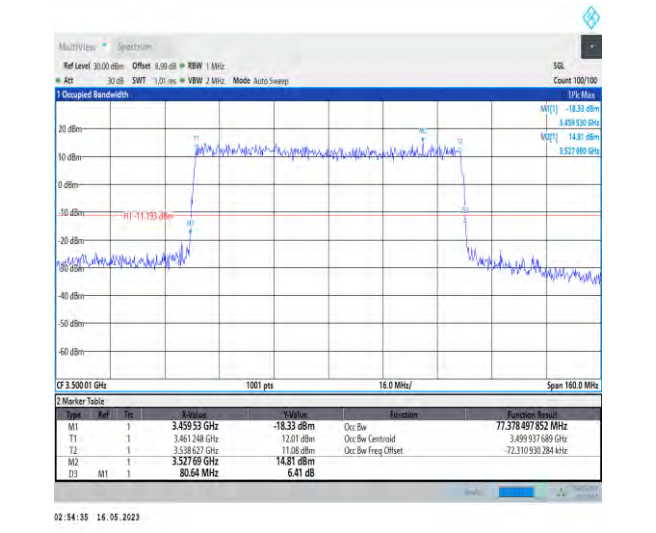 MultiView Spectrum
Ref Level 30.00 dBm Offset 8.99 dB RBW 1 MHz SGL
Att 30 dB SWT 1.01 ms VBW 2 MHz Mode Auto Sweep Count 100/100
1 Occupied Bandwidth 1Pk Max
M1[1] -18.33 dBm
3.459 530 GHz
20 dBm
M2[1] 14.81 dBm
3.527 690 GHz
T1
M2
10 dBm
0 dBm
-10 dBm
H1 -11.193 dBm
D3
M1
-20 dBm
-30 dBm
-40 dBm
-50 dBm
-60 dBm
CF 3.500 01 GHz 1001 pts 16.0 MHz/ Span 160.0 MHz
2 Marker Table
Type Ref Trc X-Value Y-Value Function Function Result
M1 1 3.459 53 GHz -18.33 dBm Occ Bw 77.378 497 852 MHz
T1 1 3.461 248 GHz 12.01 dBm Occ Bw Centroid 3.499 937 689 GHz
T2 1 3.538 627 GHz 11.08 dBm Occ Bw Freq Offset -72.310 930 284 kHz
M2 1 3.527 69 GHz 14.81 dBm
D3 M1 1 80.64 MHz 6.41 dB
02:54:35 16.05.2023